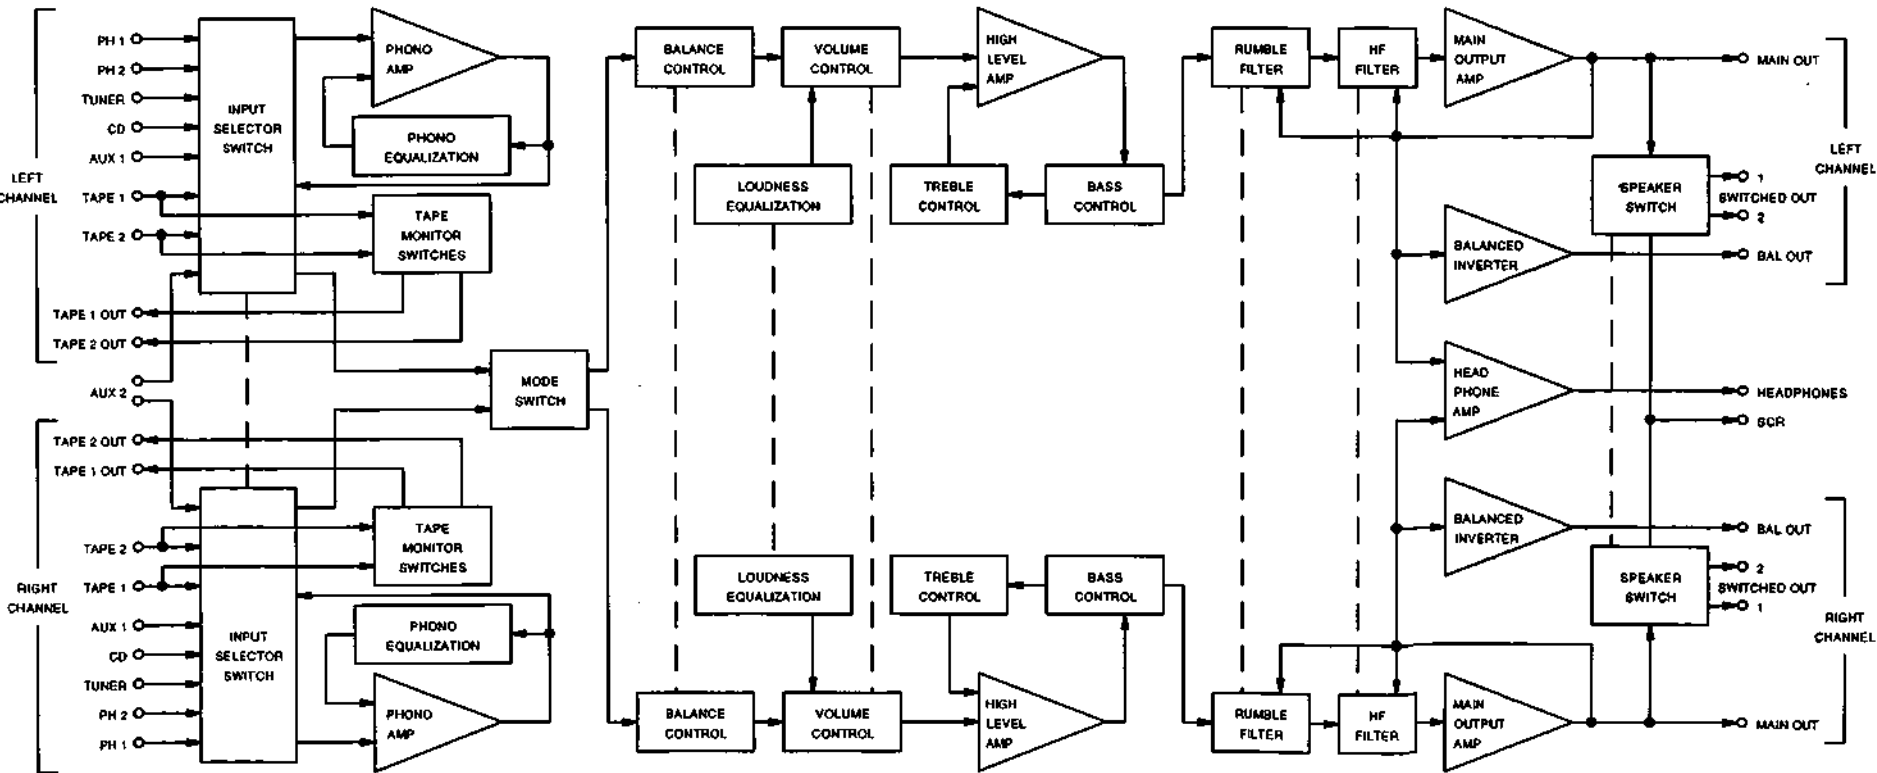 LEFT
CHANNEL
PH 1
PH 2
TUNER
CD
AUX 1
TAPE 1
TAPE 2
TAPE 1 OUT
TAPE 2 OUT
AUX 2
INPUT
SELECTOR
SWITCH
PHONO
AMP
PHONO
EQUALIZATION
TAPE
MONITOR
SWITCHES
MODE
SWITCH
BALANCE
CONTROL
VOLUME
CONTROL
LOUDNESS
EQUALIZATION
HIGH
LEVEL
AMP
TREBLE
CONTROL
BASS
CONTROL
RUMBLE
FILTER
HF
FILTER
MAIN
OUTPUT
AMP
MAIN OUT
SPEAKER
SWITCH
1
SWITCHED OUT
2
LEFT
CHANNEL
BALANCED
INVERTER
BAL OUT
HEAD
PHONE
AMP
HEADPHONES
SCR
RIGHT
CHANNEL
TAPE 2 OUT
TAPE 1 OUT
TAPE 2
TAPE 1
AUX 1
CD
TUNER
PH 2
PH 1
TAPE
MONITOR
SWITCHES
INPUT
SELECTOR
SWITCH
PHONO
EQUALIZATION
PHONO
AMP
LOUDNESS
EQUALIZATION
BALANCE
CONTROL
VOLUME
CONTROL
TREBLE
CONTROL
BASS
CONTROL
HIGH
LEVEL
AMP
RUMBLE
FILTER
HF
FILTER
BALANCED
INVERTER
BAL OUT
SPEAKER
SWITCH
2
SWITCHED OUT
1
RIGHT
CHANNEL
MAIN
OUTPUT
AMP
MAIN OUT